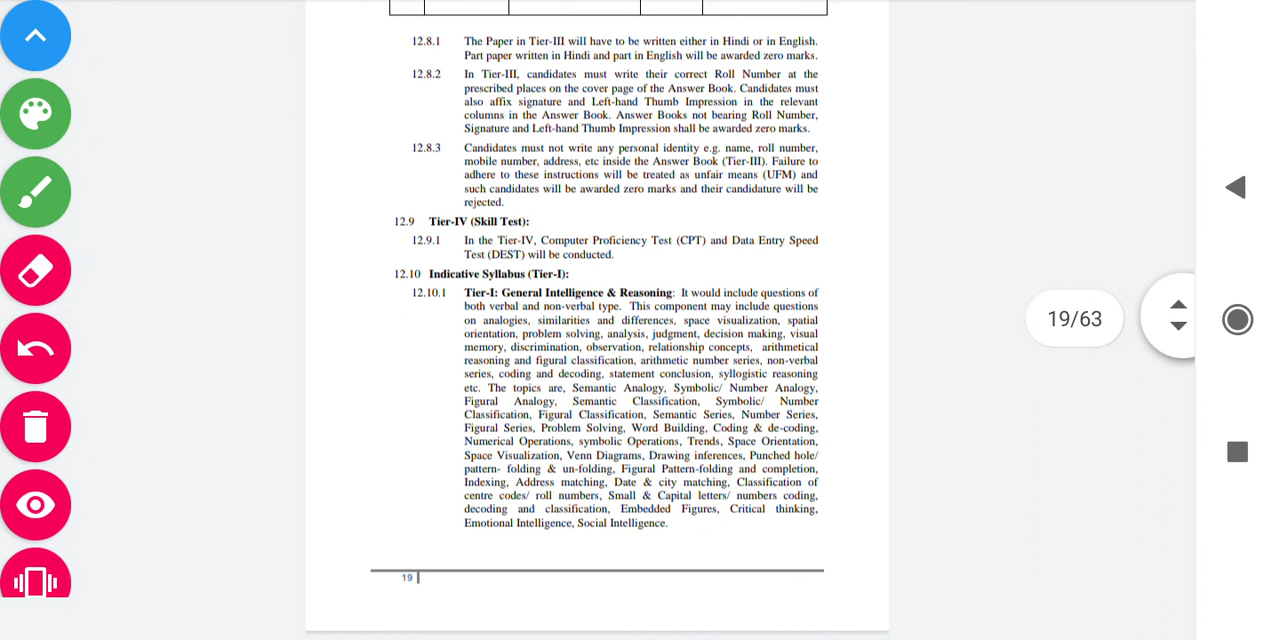 12.8.1 The Paper in Tier-III will have to be written either in Hindi or in English.
Part paper written in Hindi and part in English will be awarded zero marks.
12.8.2 In Tier-III, candidates must write their correct Roll Number at the
prescribed places on the cover page of the Answer Book. Candidates must
also affix signature and Left-hand Thumb Impression in the relevant
columns in the Answer Book. Answer Books not bearing Roll Number,
Signature and Left-hand Thumb Impression shall be awarded zero marks.
12.8.3 Candidates must not write any personal identity e.g. name, roll number,
mobile number, address, etc inside the Answer Book (Tier-III). Failure to
adhere to these instructions will be treated as unfair means (UFM) and
such candidates will be awarded zero marks and their candidature will be
rejected.
12.9 Tier-IV (Skill Test):
12.9.1 In the Tier-IV, Computer Proficiency Test (CPT) and Data Entry Speed
Test (DEST) will be conducted.
12.10 Indicative Syllabus (Tier-I):
12.10.1 Tier-I: General Intelligence & Reasoning: It would include questions of
both verbal and non-verbal type. This component may include questions
on analogies, similarities and differences, space visualization, spatial
orientation, problem solving, analysis, judgment, decision making, visual
memory, discrimination, observation, relationship concepts, arithmetical
reasoning and figural classification, arithmetic number series, non-verbal
series, coding and decoding, statement conclusion, syllogistic reasoning
etc. The topics are, Semantic Analogy, Symbolic/ Number Analogy,
Figural Analogy, Semantic Classification, Symbolic/ Number
Classification, Figural Classification, Semantic Series, Number Series,
Figural Series, Problem Solving, Word Building, Coding & de-coding,
Numerical Operations, symbolic Operations, Trends, Space Orientation,
Space Visualization, Venn Diagrams, Drawing inferences, Punched hole/
pattern- folding & un-folding, Figural Pattern-folding and completion,
Indexing, Address matching, Date & city matching, Classification of
centre codes/ roll numbers, Small & Capital letters/ numbers coding,
decoding and classification, Embedded Figures, Critical thinking,
Emotional Intelligence, Social Intelligence.
19
19/63